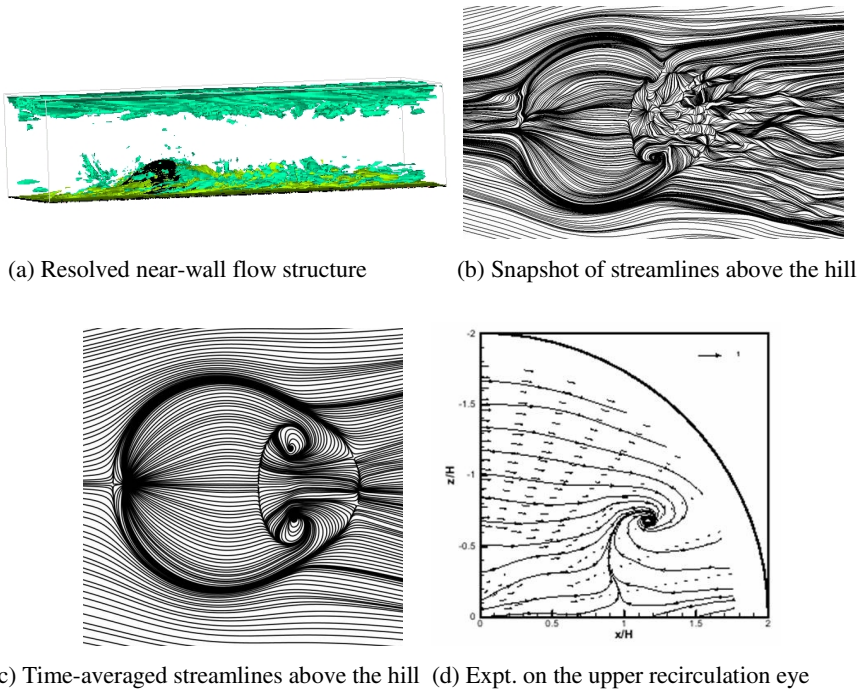 (a) Resolved near-wall flow structure
(b) Snapshot of streamlines above the hill
-2
-1.5
-1
-0.5
0
z/H
1
0 0.5 1 1.5 2
x/H
c) Time-averaged streamlines above the hill
(d) Expt. on the upper recirculation eye